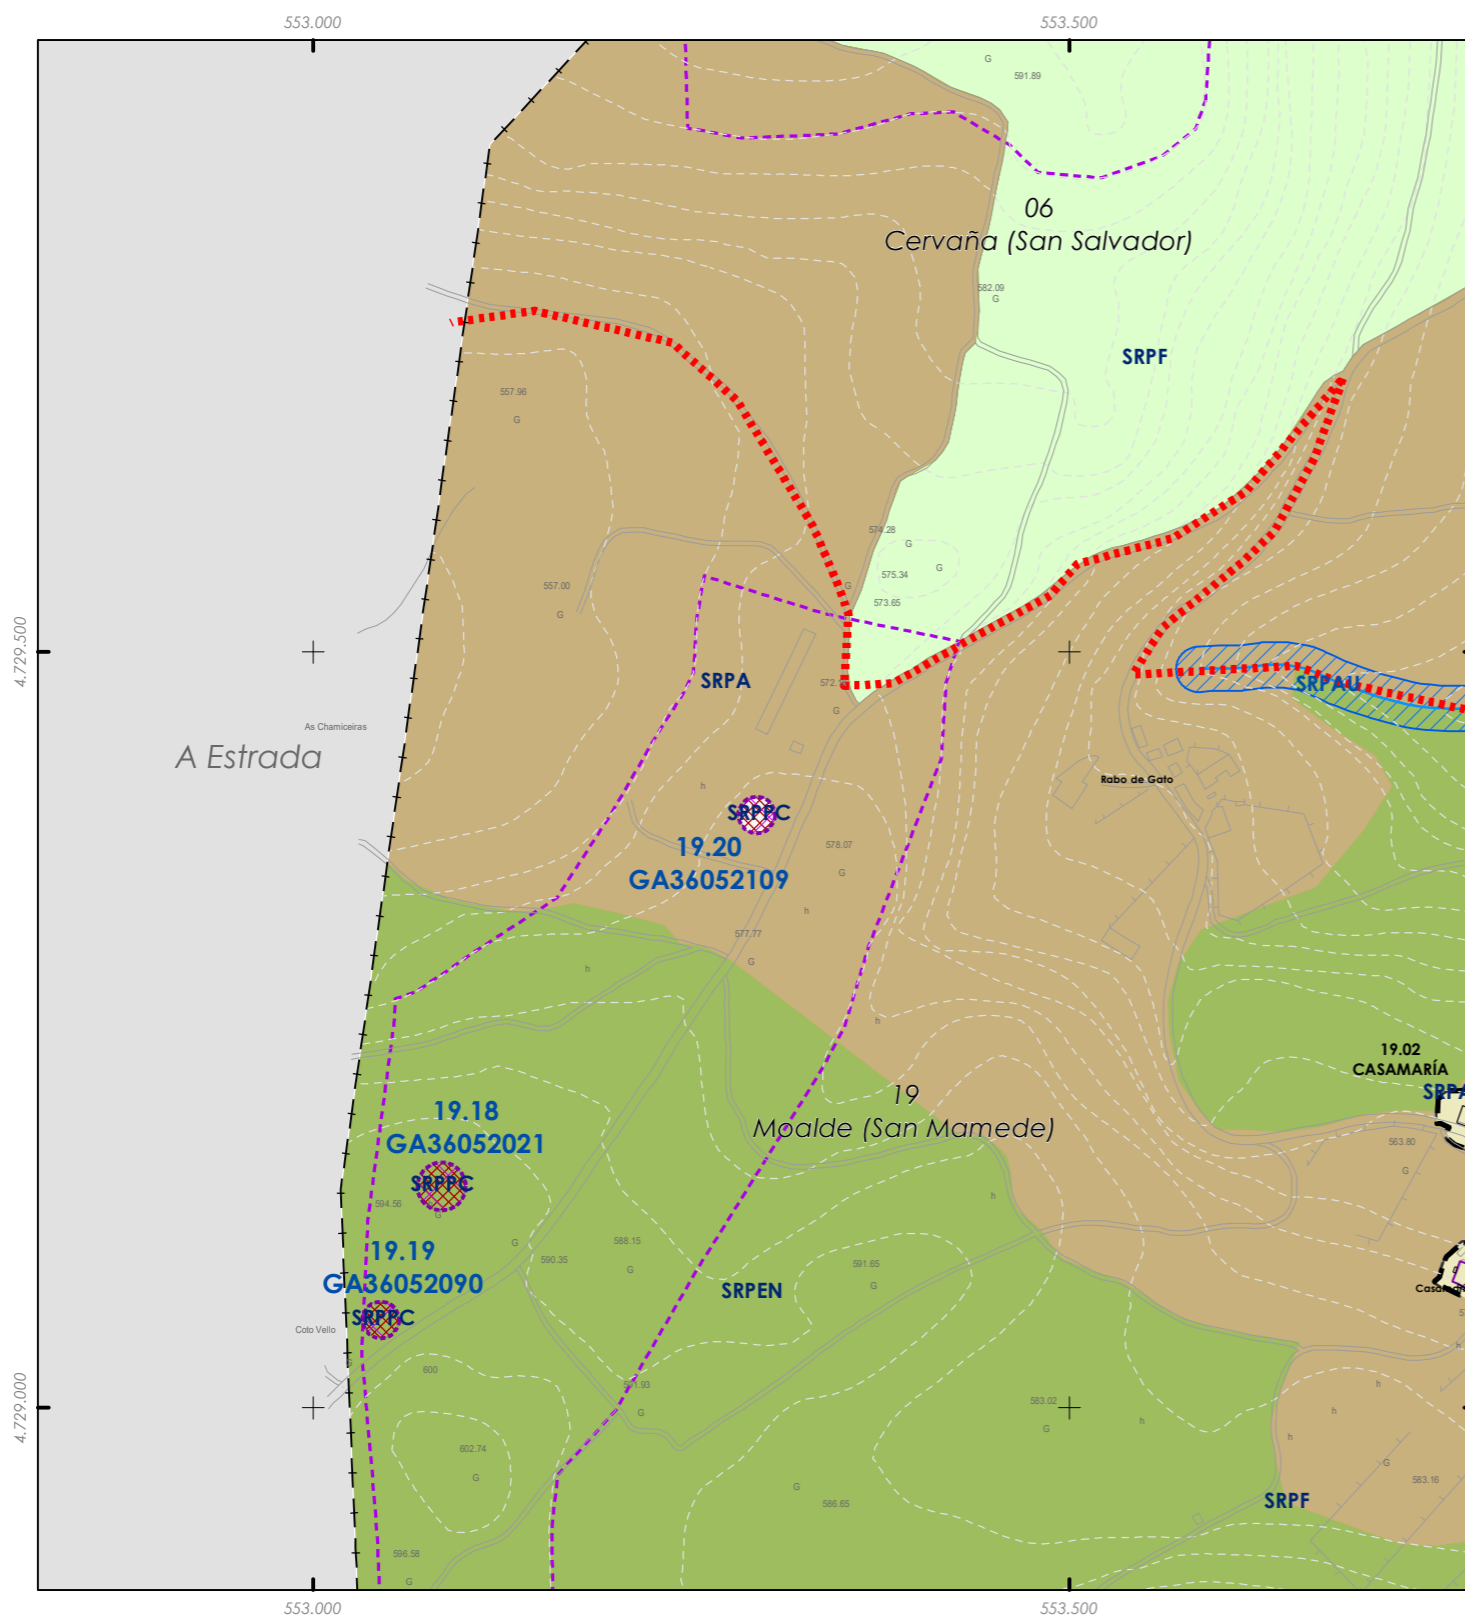 553.000
553.500
G
591.89
06
Cervaña (San Salvador)
582.09
G
SRPF
557.96
G
574.28
G
575.34
G
G
573.65
557.00
G
4.729.500
SRPA
SRPAU
G
As Chamiceiras
A Estrada
Rabo de Gato
h
SRPPC
19.20
GA36052109
578.07
G
h
577.77
G
h
h
19.02
CASAMARÍA
19
Moalde (San Mamede)
19.18
GA36052021
SRPPC
594.56
G
563.80
G
h
19.19
GA36052090
G
590.35
588.15
G
591.65
G
SRPEN
SRPPC
Coto Vello
G
600
h
4.729.000
G
583.02
G
h
h
h
h
602.74
G
G
583.16
G
586.65
SRPF
596.58
G
553.000
553.500